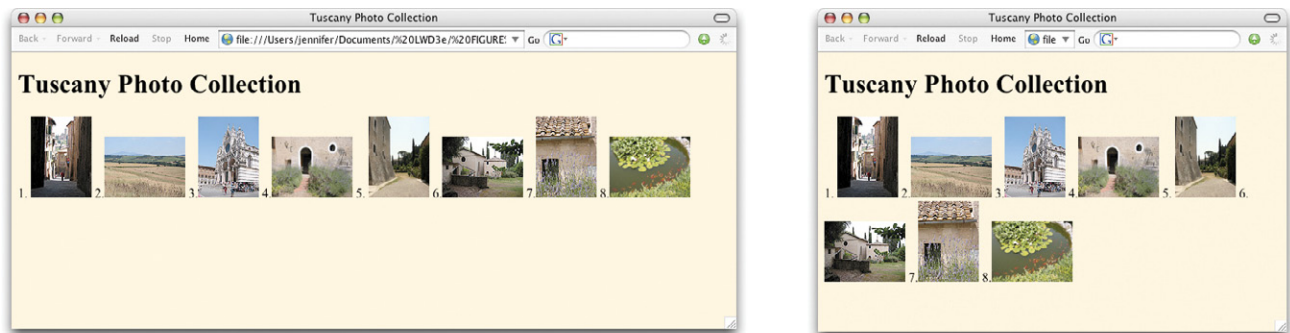 Tuscany Photo Collection
Back Forward Reload Stop Home file:///Users/jennifer/Documents/%20LWD3e/%20FIGURES Go G
Tuscany Photo Collection
1. 2. 3. 4. 5. 6 7. 8.
Tuscany Photo Collection
Back Forward Reload Stop Home file Go G
Tuscany Photo Collection
1. 2. 3. 4. 5. 6.
7. 8.